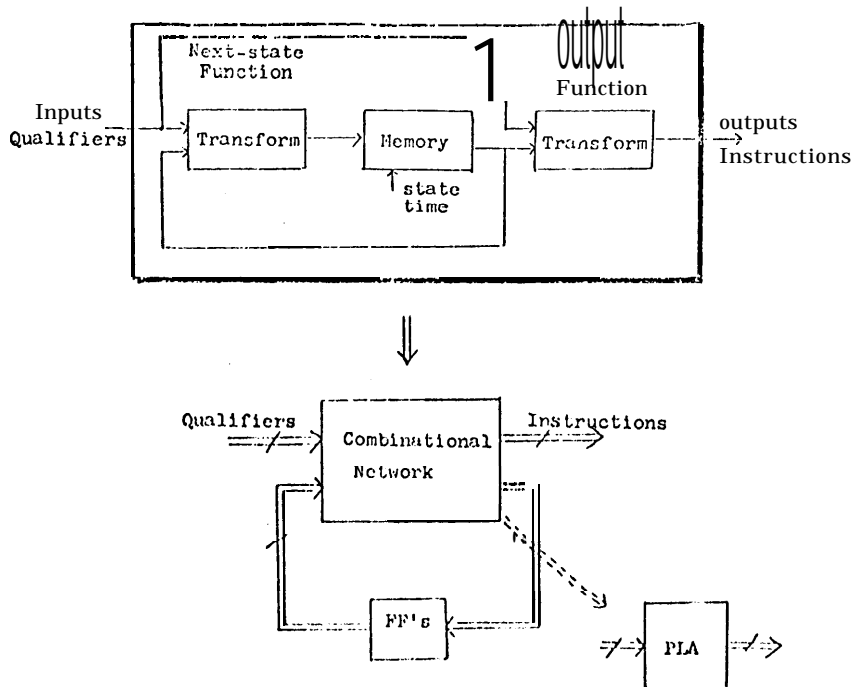 Next-state
Function
output
Function
Inputs
Qualifiers
Transform
Memory
Transform
outputs
Instructions
state
time
Qualifiers
Instructions
Combinational
Network
FF's
PLA